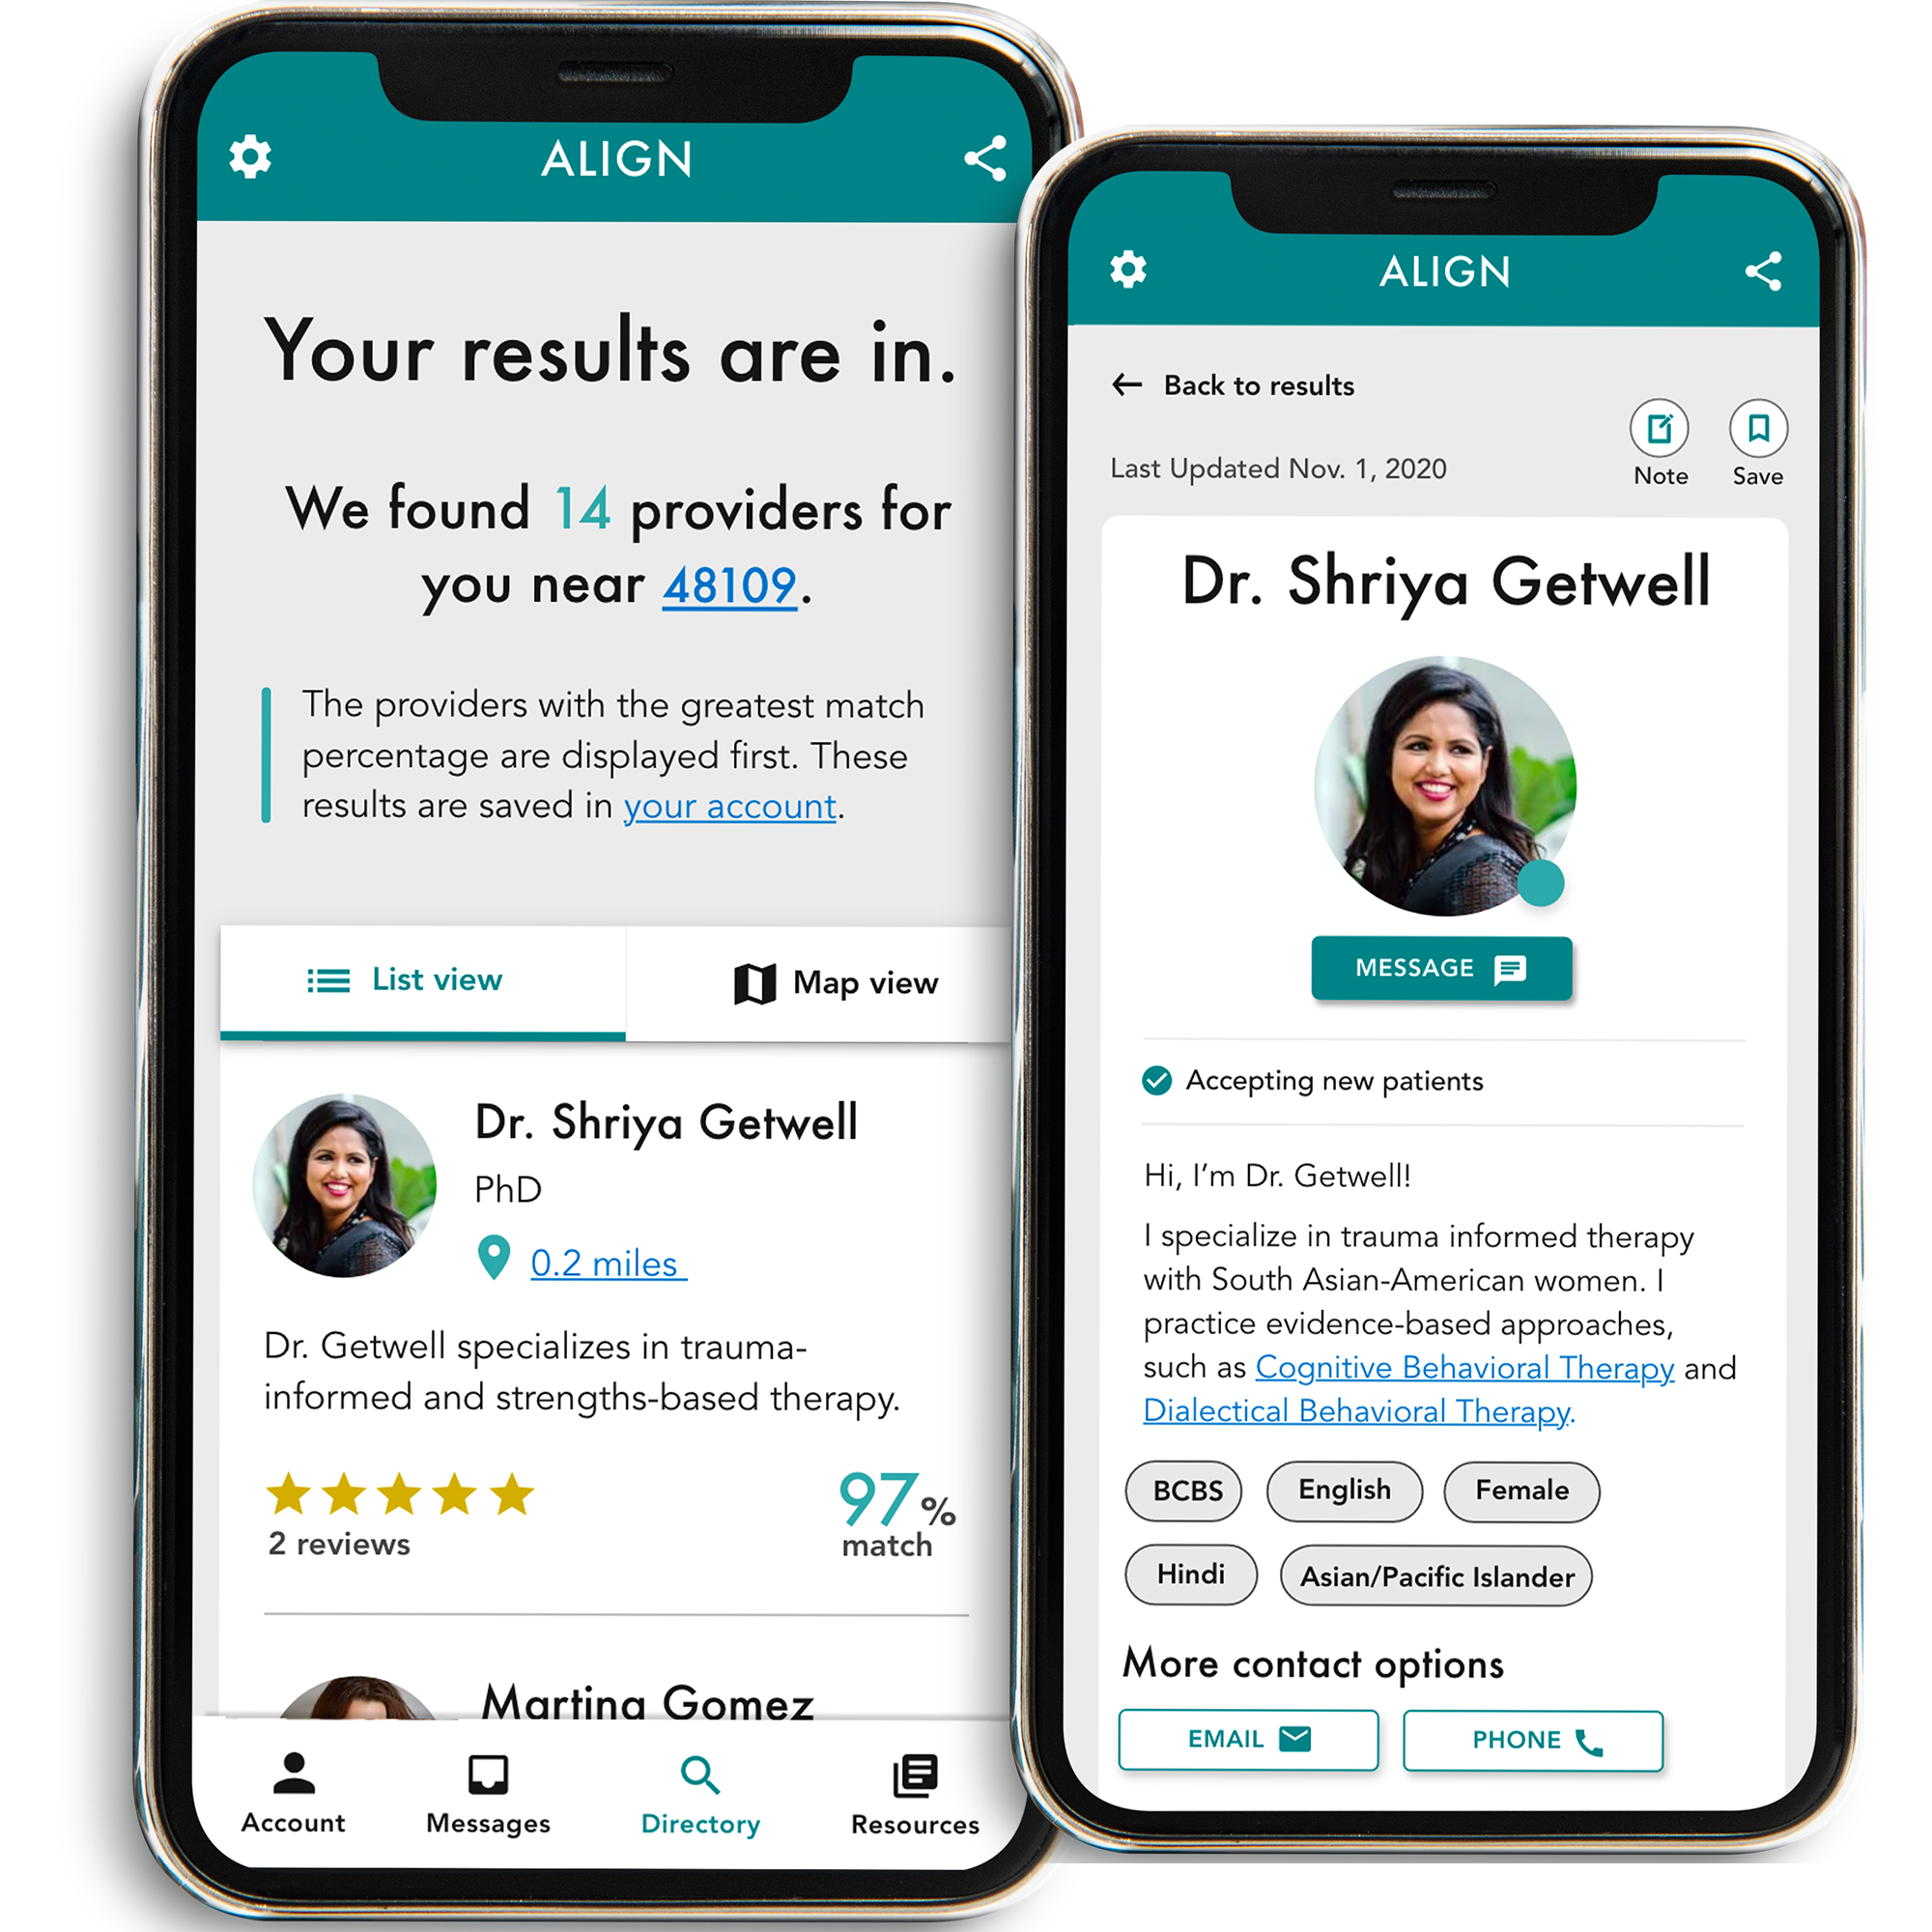 ALIGN
Your results are in.
We found 14 providers for
you near 48109.
The providers with the greatest match
percentage are displayed first. These
results are saved in your account.
List view
Map view
Dr. Shriya Getwell
PhD
0.2 miles
Dr. Getwell specializes in trauma-
informed and strengths-based therapy.
2 reviews
97%
match
Martina Gomez
Account
Messages
Directory
Resources
ALIGN
Back to results
Last Updated Nov. 1, 2020
Note
Save
Dr. Shriya Getwell
MESSAGE
Accepting new patients
Hi, I’m Dr. Getwell!
I specialize in trauma informed therapy
with South Asian-American women. I
practice evidence-based approaches,
such as Cognitive Behavioral Therapy and
Dialectical Behavioral Therapy.
BCBS
English
Female
Hindi
Asian/Pacific Islander
More contact options
EMAIL
PHONE